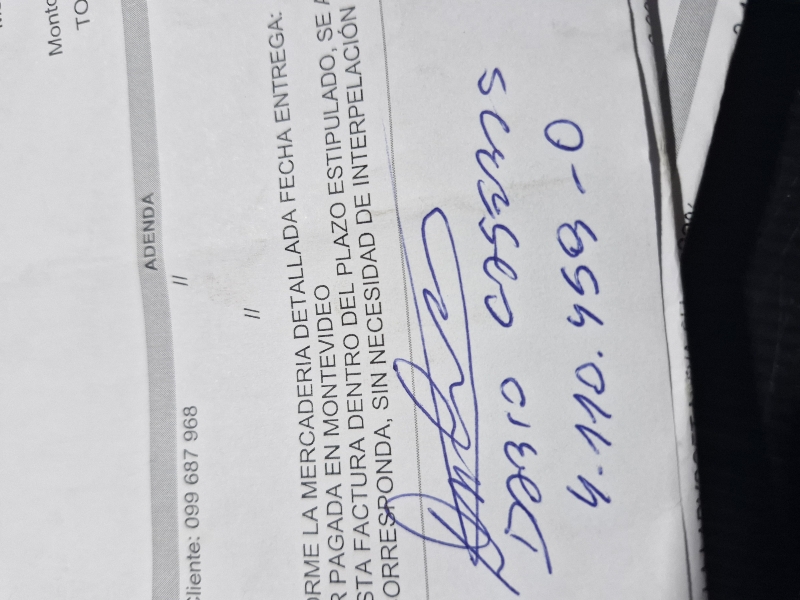 Monto
TO
ADENDA
//
Cliente: 099 687 968
//
ORME LA MERCADERIA DETALLADA FECHA ENTREGA:
R PAGADA EN MONTEVIDEO
STA FACTURA DENTRO DEL PLAZO ESTIPULADO, SE A
ORRESPONDA, SIN NECESIDAD DE INTERPELACIÓN
4.110.459-0